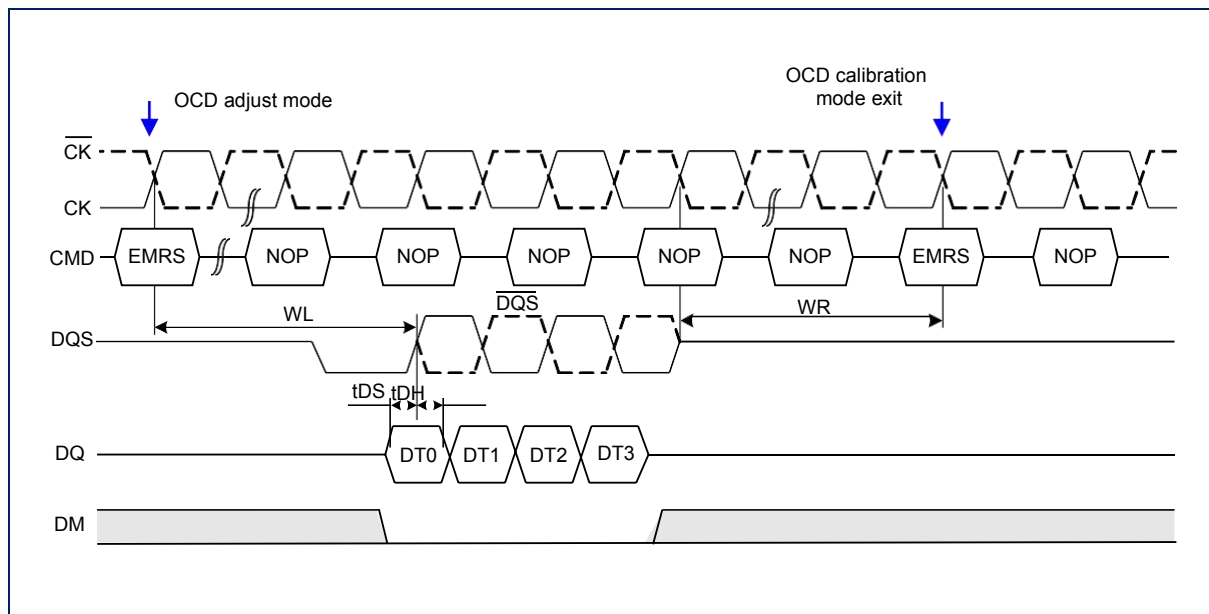 OCD adjust mode
OCD calibration
mode exit
CK
CK
CMD
EMRS
NOP
NOP
NOP
NOP
NOP
EMRS
NOP
WL
DQS
WR
DQS
tDS
tDH
DQ
DT0
DT1
DT2
DT3
DM